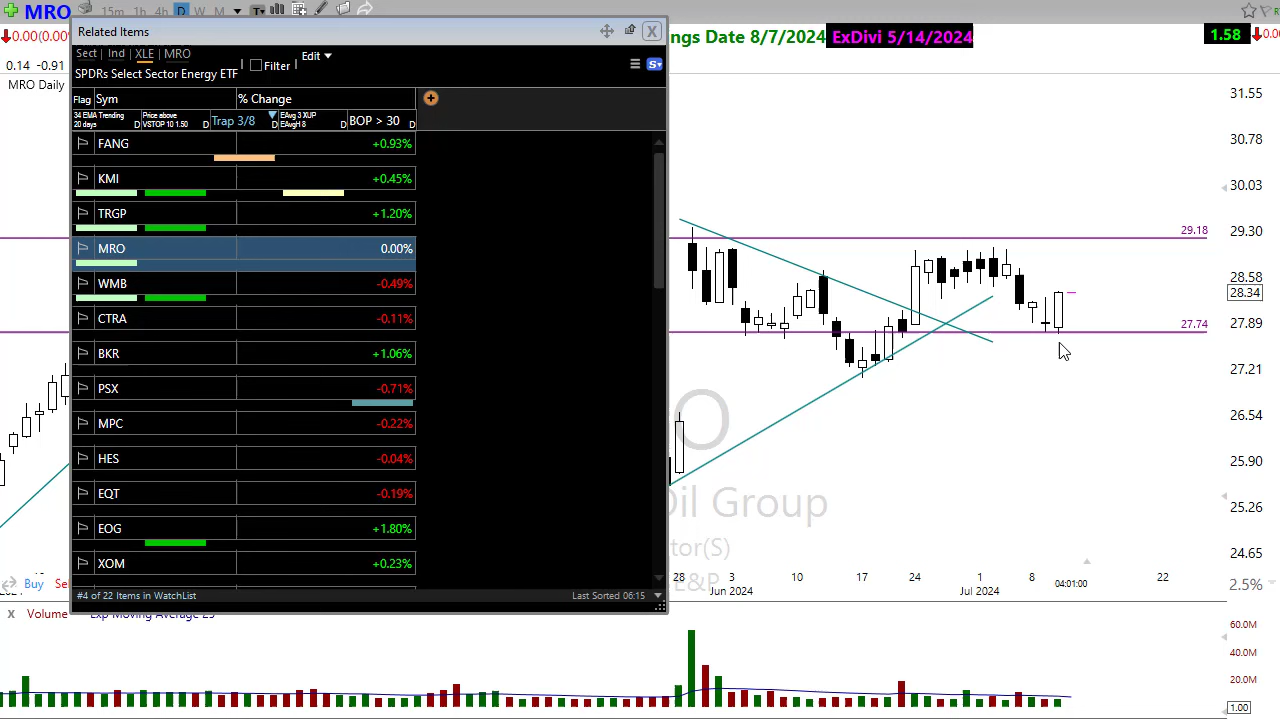 MRO 15m 1h 4h D W M
Related Items
X
0.00(0.00
ngs Date 8/7/2024 ExDivi 5/14/2024
1.58
0.14 -0.91
Sect Ind XLE MRO
Filter
Edit
SPDRs Select Sector Energy ETF
MRO Daily
Flag Sym % Change
34 EMA Trending 20 days D
Price above VSTOP 10 1.50 D
Trap 3/8 D
EAvg 3 XUP EAvgH 8 D
BOP > 30 D
FANG +0.93%
KMI +0.45%
TRGP +1.20%
MRO 0.00%
WMB -0.49%
CTRA -0.11%
BKR +1.06%
PSX -0.71%
MPC -0.22%
HES -0.04%
EQT -0.19%
EOG +1.80%
XOM +0.23%
#4 of 22 Items in WatchList
Last Sorted 06:15
31.55
30.78
30.03
29.18
29.30
28.58
28.34
27.74
27.89
27.21
26.54
25.90
25.26
24.65
2.5%
O
Oil Group
tor(S)
&P
28 3 10 17 24 1 8 04:01:00 22
Jun 2024
Jul 2024
Buy
X Volume
60.0M
40.0M
20.0M
1.00